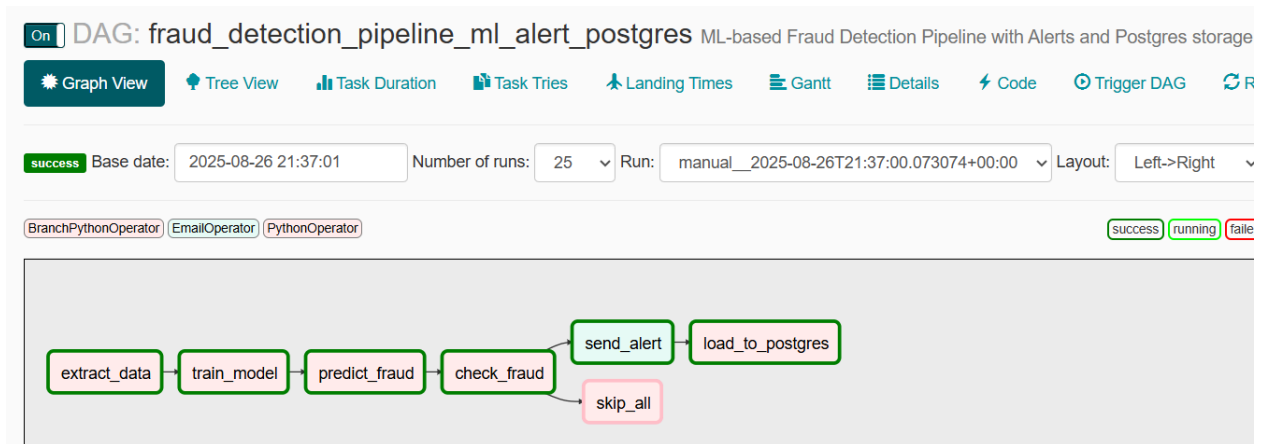 On DAG: fraud_detection_pipeline_ml_alert_postgres ML-based Fraud Detection Pipeline with Alerts and Postgres storage
Graph View Tree View Task Duration Task Tries Landing Times Gantt Details Code Trigger DAG R
success Base date: 2025-08-26 21:37:01 Number of runs: 25 Run: manual__2025-08-26T21:37:00.073074+00:00 Layout: Left->Right
BranchPythonOperator EmailOperator PythonOperator success running faile
send_alert load_to_postgres
extract_data train_model predict_fraud check_fraud
skip_all